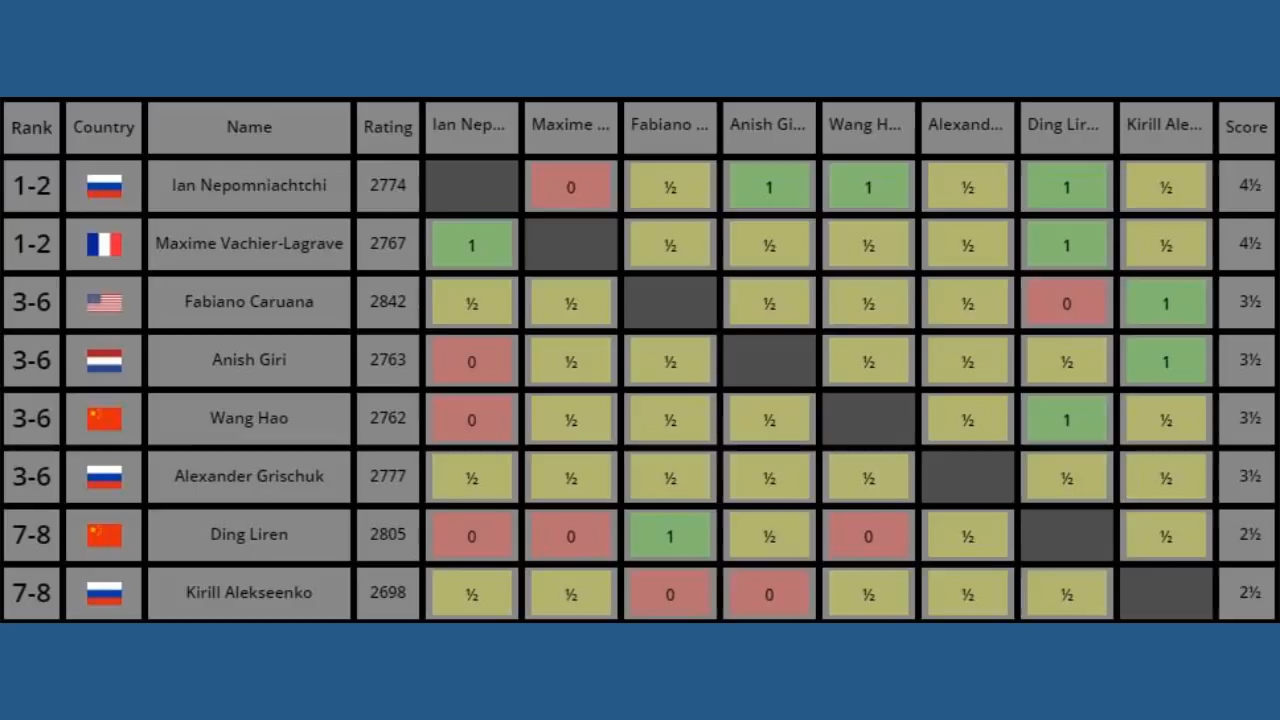 Rank Country Name Rating Ian Nep... Maxime ... Fabiano ... Anish Gi... Wang H... Alexand... Ding Lir... Kirill Ale... Score
1-2 Ian Nepomniachtchi 2774 0 ½ 1 1 ½ 1 ½ 4½
1-2 Maxime Vachier-Lagrave 2767 1 ½ ½ ½ ½ 1 ½ 4½
3-6 Fabiano Caruana 2842 ½ ½ ½ ½ ½ 0 1 3½
3-6 Anish Giri 2763 0 ½ ½ ½ ½ ½ 1 3½
3-6 Wang Hao 2762 0 ½ ½ ½ ½ 1 ½ 3½
3-6 Alexander Grischuk 2777 ½ ½ ½ ½ ½ ½ ½ 3½
7-8 Ding Liren 2805 0 0 1 ½ 0 ½ ½ 2½
7-8 Kirill Alekseenko 2698 ½ ½ 0 0 ½ ½ ½ 2½